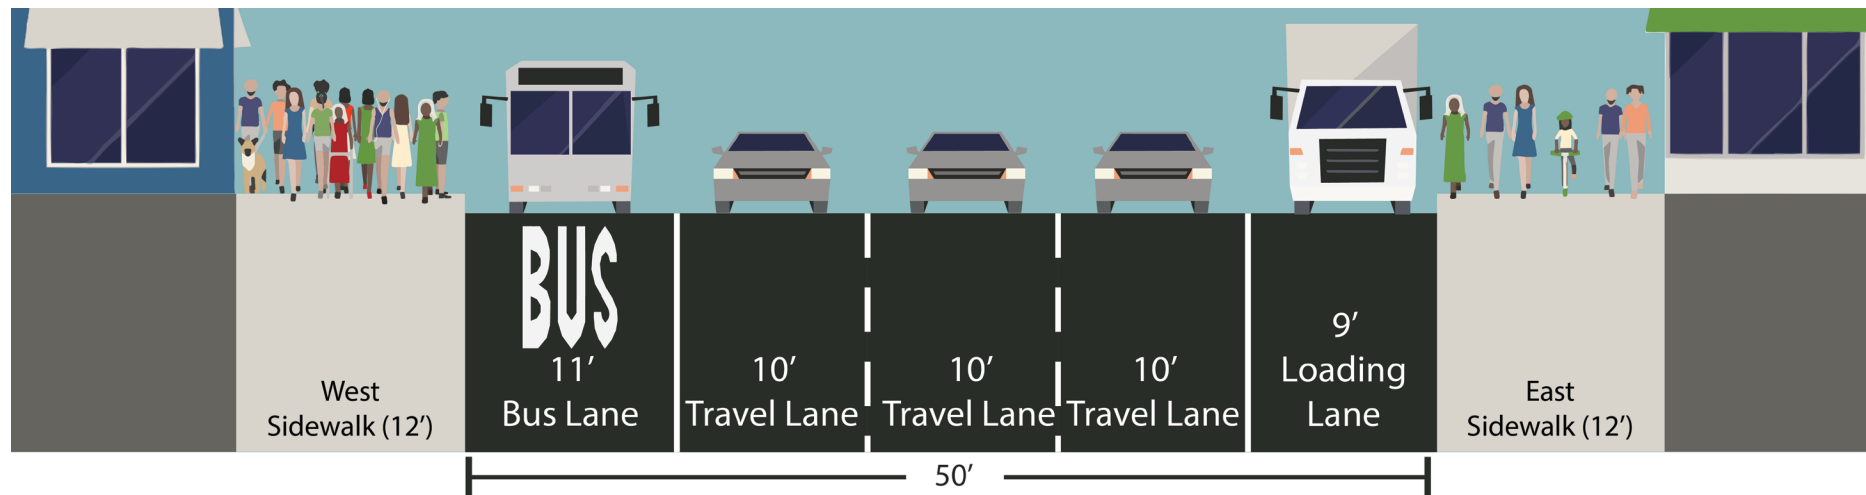 West
Sidewalk (12’)
BUS
11’
Bus Lane
10’
Travel Lane
10’
Travel Lane
10’
Travel Lane
9’
Loading
Lane
East
Sidewalk (12’)
50’